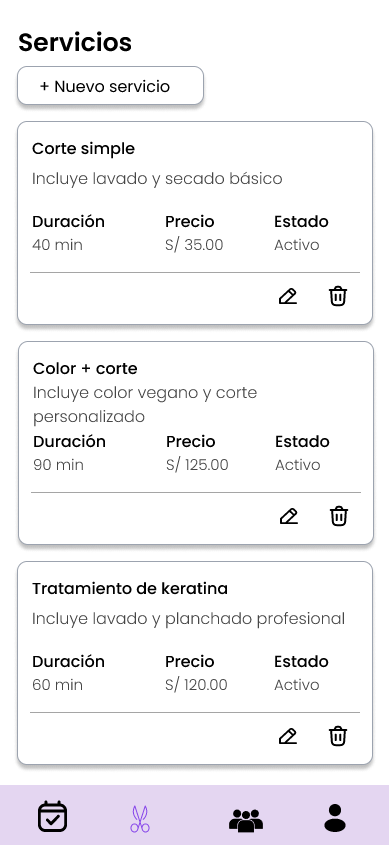 Servicios
+ Nuevo servicio
Corte simple
Incluye lavado y secado básico
Duración Precio Estado
40 min S/ 35.00 Activo
Color + corte
Incluye color vegano y corte
personalizado
Duración Precio Estado
90 min S/ 125.00 Activo
Tratamiento de keratina
Incluye lavado y planchado profesional
Duración Precio Estado
60 min S/ 120.00 Activo